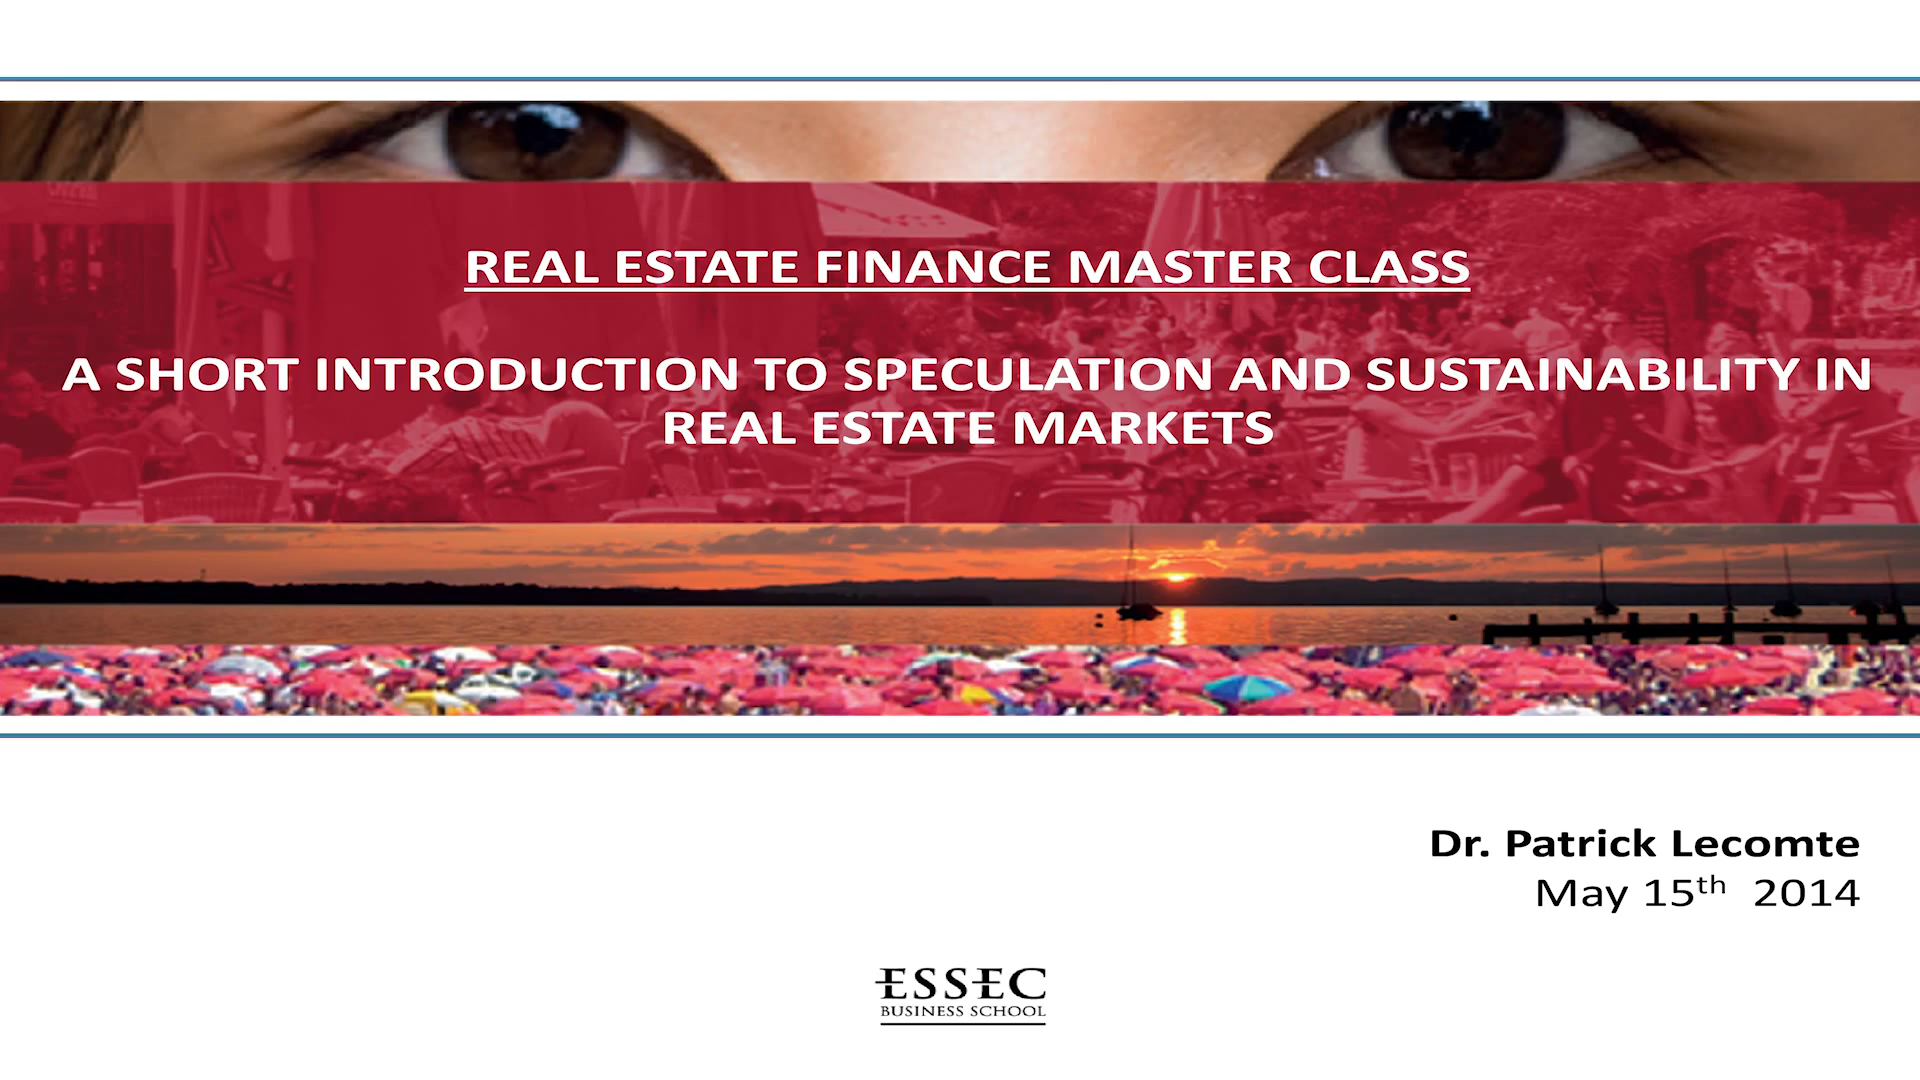 REAL ESTATE FINANCE MASTER CLASS
A SHORT INTRODUCTION TO SPECULATION AND SUSTAINABILITY IN
REAL ESTATE MARKETS
Dr. Patrick Lecomte
May 15th 2014
ESSEC
BUSINESS SCHOOL